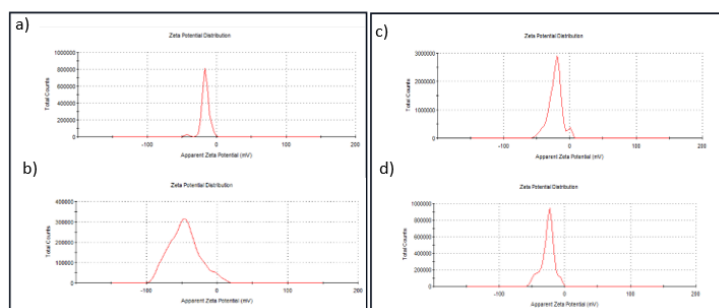 a)
Zeta Potential Distribution
1000000
800000
600000
400000
200000
0
Total Counts
-100
0
100
200
Apparent Zeta Potential (mV)
b)
Zeta Potential Distribution
400000
300000
200000
100000
0
Total Counts
-100
0
100
200
Apparent Zeta Potential (mV)
c)
Zeta Potential Distribution
3000000
2000000
1000000
0
Total Counts
-100
0
100
200
Apparent Zeta Potential (mV)
d)
Zeta Potential Distribution
1000000
800000
600000
400000
200000
0
Total Counts
-100
0
100
200
Apparent Zeta Potential (mV)